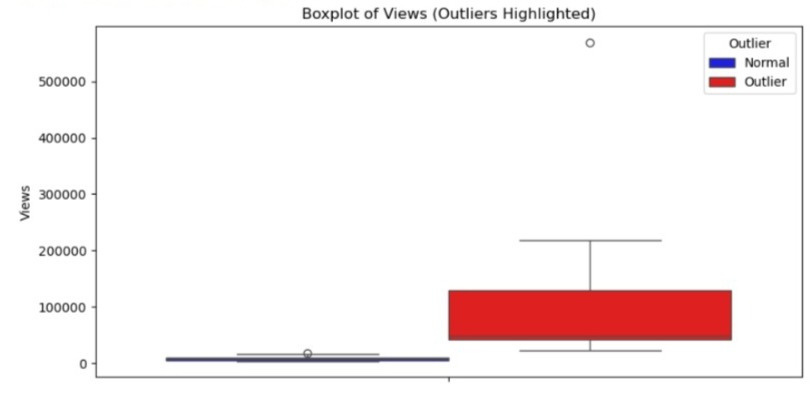 Boxplot of Views (Outliers Highlighted)
Outlier
Normal
Outlier
500000
400000
300000
200000
100000
0
Views